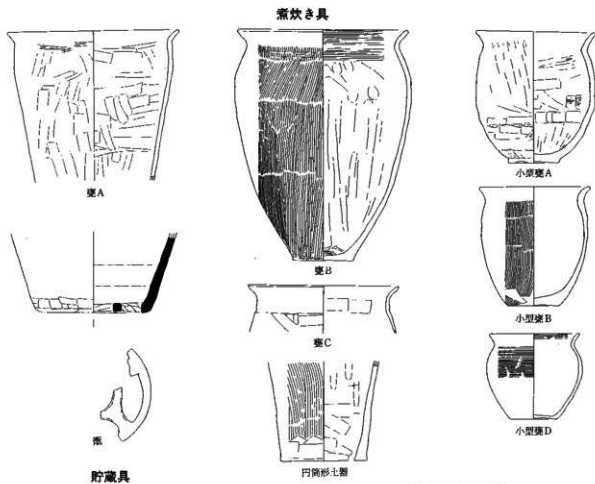 煮炊き具
甕A
甕B
小型甕A
小型甕B
甕C
小型甕D
甑
円筒形土器
貯蔵具